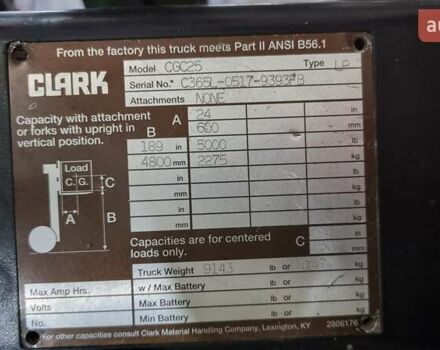 From the factory this truck meets Part II ANSI B56.1
CLARK
Model CGC25 Type LP
Serial No.* C365L-0517-9393FB
Attachments NONE
Capacity with attachment or forks with upright in vertical position.
A 24 in
600 mm
B
189 in 5000 lb
4800 mm 2275 kg
in lb
mm kg
in lb
mm kg
Load
C. G.
C
A
B
Capacities are for centered loads only.
C in
mm
Truck Weight 9143 lb or kg
Max Amp Hrs. w / Max Battery lb or kg
Volts Max Battery lb or kg
No. Min Battery lb or kg
*For other capacities consult Clark Material Handling Company, Lexington, KY 2806176